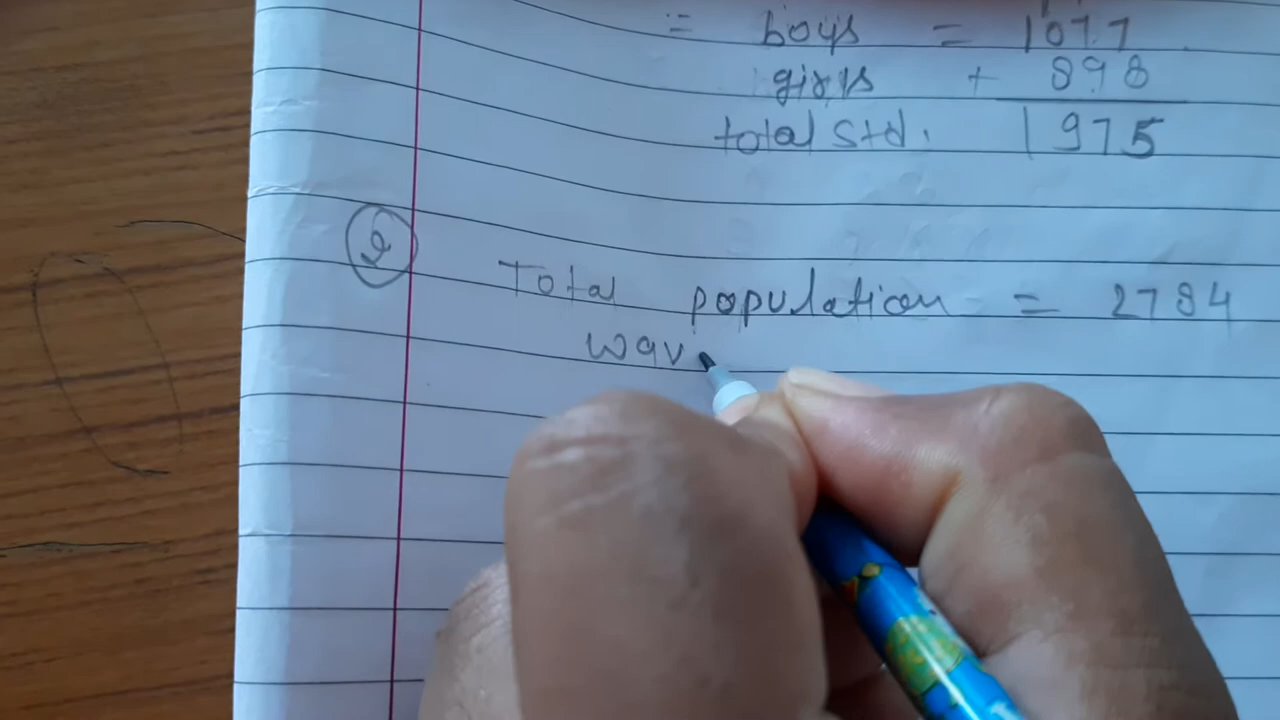 = boys = 1077
girls + 898
total std. 1975
2 Total population = 2784
wav